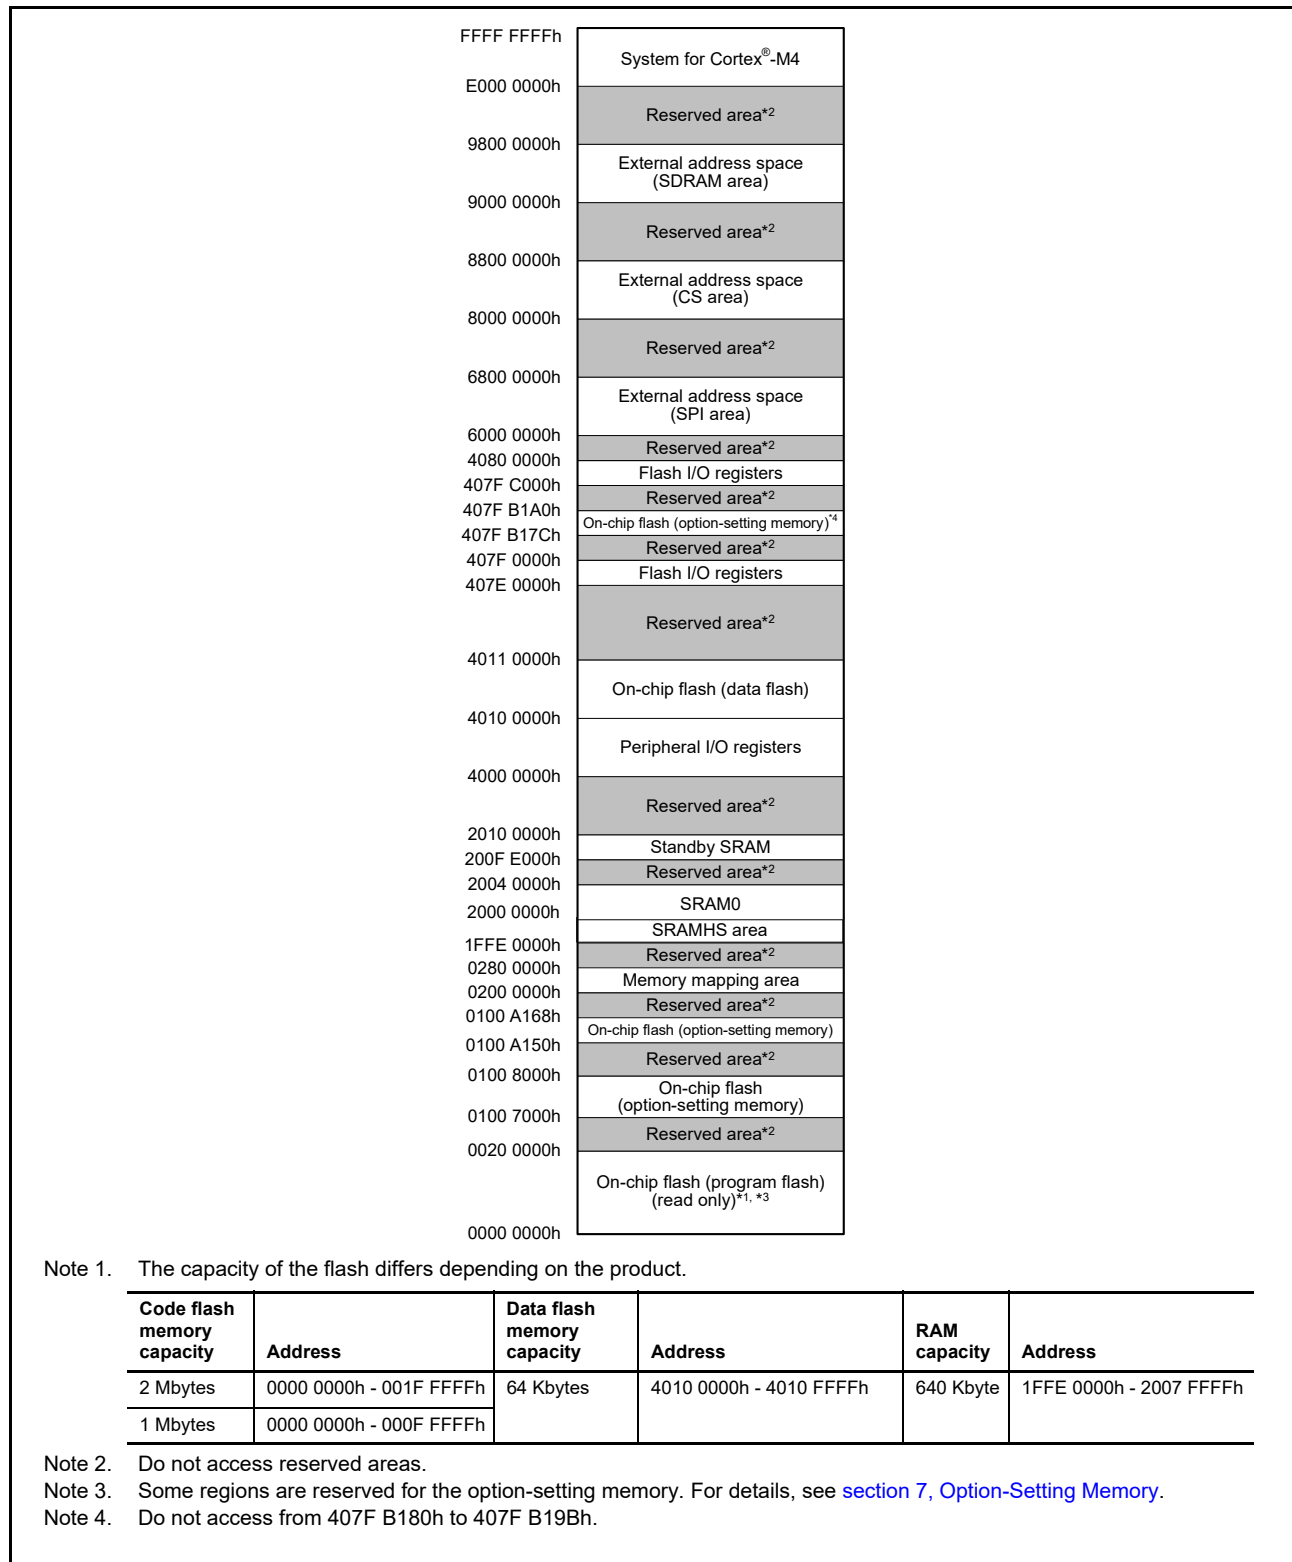 FFFF FFFFh
System for Cortex®-M4
E000 0000h
Reserved area*2
9800 0000h
External address space
(SDRAM area)
9000 0000h
Reserved area*2
8800 0000h
External address space
(CS area)
8000 0000h
Reserved area*2
6800 0000h
External address space
(SPI area)
6000 0000h
Reserved area*2
4080 0000h
Flash I/O registers
407F C000h
Reserved area*2
407F B1A0h
On-chip flash (option-setting memory)*4
407F B17Ch
Reserved area*2
407F 0000h
Flash I/O registers
407E 0000h
Reserved area*2
4011 0000h
On-chip flash (data flash)
4010 0000h
Peripheral I/O registers
4000 0000h
Reserved area*2
2010 0000h
Standby SRAM
200F E000h
Reserved area*2
2004 0000h
SRAM0
2000 0000h
SRAMHS area
1FFE 0000h
Reserved area*2
0280 0000h
Memory mapping area
0200 0000h
Reserved area*2
0100 A168h
On-chip flash (option-setting memory)
0100 A150h
Reserved area*2
0100 8000h
On-chip flash
(option-setting memory)
0100 7000h
Reserved area*2
0020 0000h
On-chip flash (program flash)
(read only)*1, *3
0000 0000h
Note 1. The capacity of the flash differs depending on the product.
Code flash memory capacity Address Data flash memory capacity Address RAM capacity Address
2 Mbytes 0000 0000h - 001F FFFFh 64 Kbytes 4010 0000h - 4010 FFFFh 640 Kbyte 1FFE 0000h - 2007 FFFFh
1 Mbytes 0000 0000h - 000F FFFFh
Note 2. Do not access reserved areas.
Note 3. Some regions are reserved for the option-setting memory. For details, see section 7, Option-Setting Memory.
Note 4. Do not access from 407F B180h to 407F B19Bh.